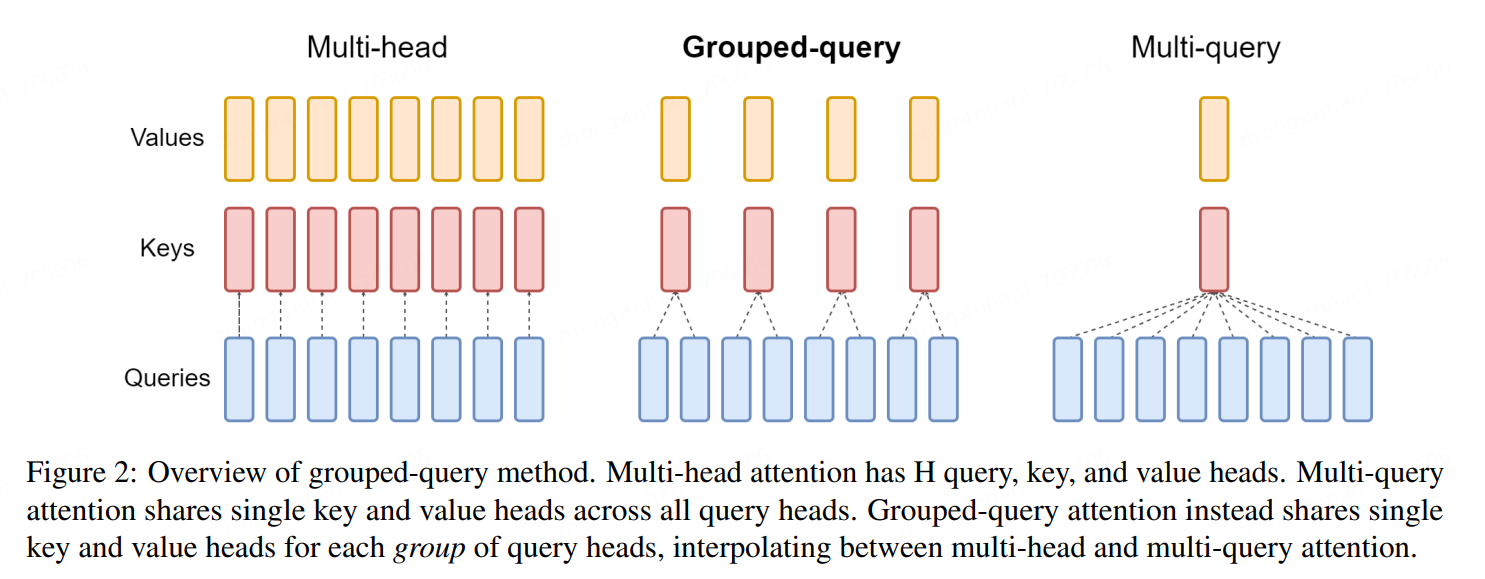 Multi-head
Grouped-query
Multi-query
Values
Keys
Queries
Figure 2: Overview of grouped-query method. Multi-head attention has H query, key, and value heads. Multi-query
attention shares single key and value heads across all query heads. Grouped-query attention instead shares single
key and value heads for each group of query heads, interpolating between multi-head and multi-query attention.